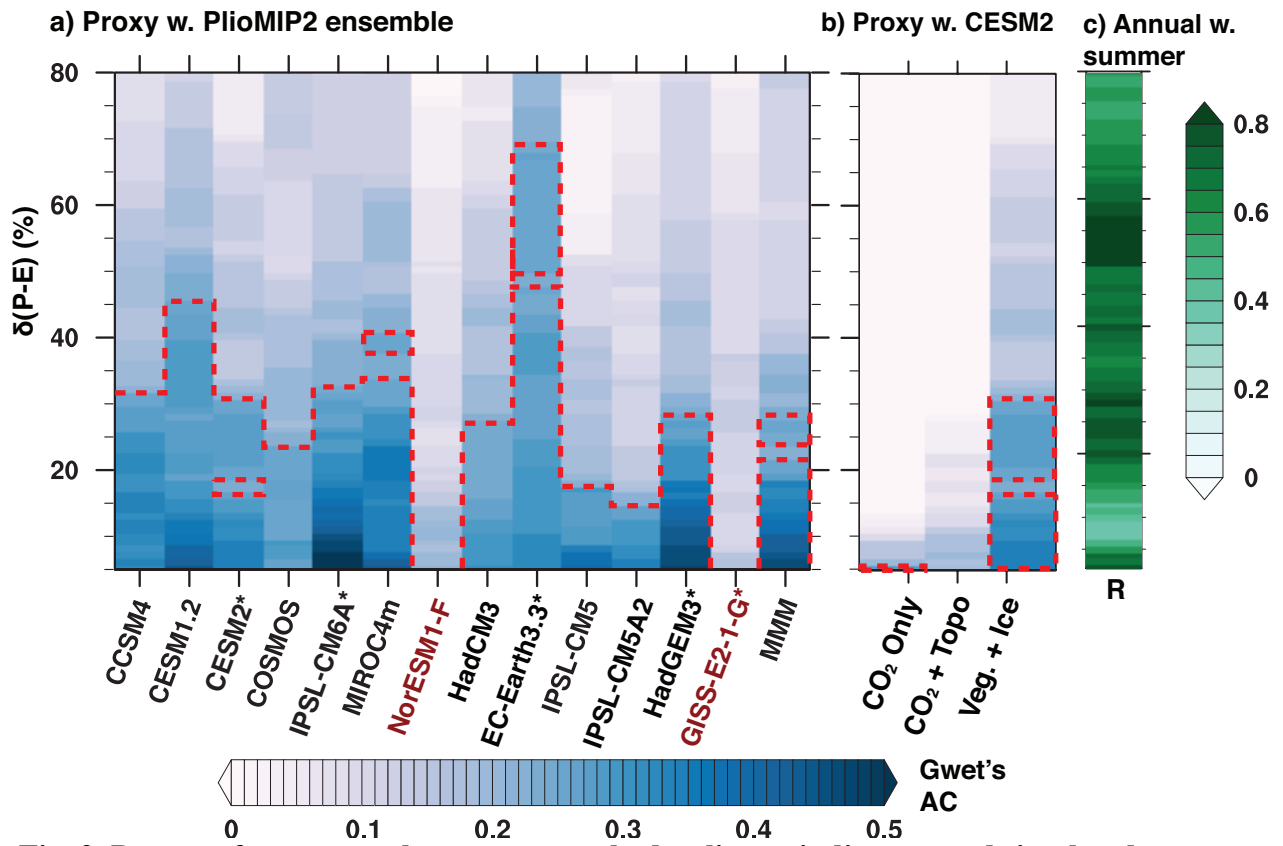 a) Proxy w. PlioMIP2 ensemble
b) Proxy w. CESM2
c) Annual w.
summer
δ(P-E) (%)
80
60
40
20
0.8
0.6
0.4
0.2
0
R
CCSM4
CESM1.2
CESM2*
COSMOS
IPSL-CM6A*
MIROC4m
NorESM1-F
HadCM3
EC-Earth3.3*
IPSL-CM5
IPSL-CM5A2
HadGEM3*
GISS-E2-1-G*
MMM
CO₂ Only
CO₂ + Topo
Veg. + Ice
Gwet's
AC
0 0.1 0.2 0.3 0.4 0.5